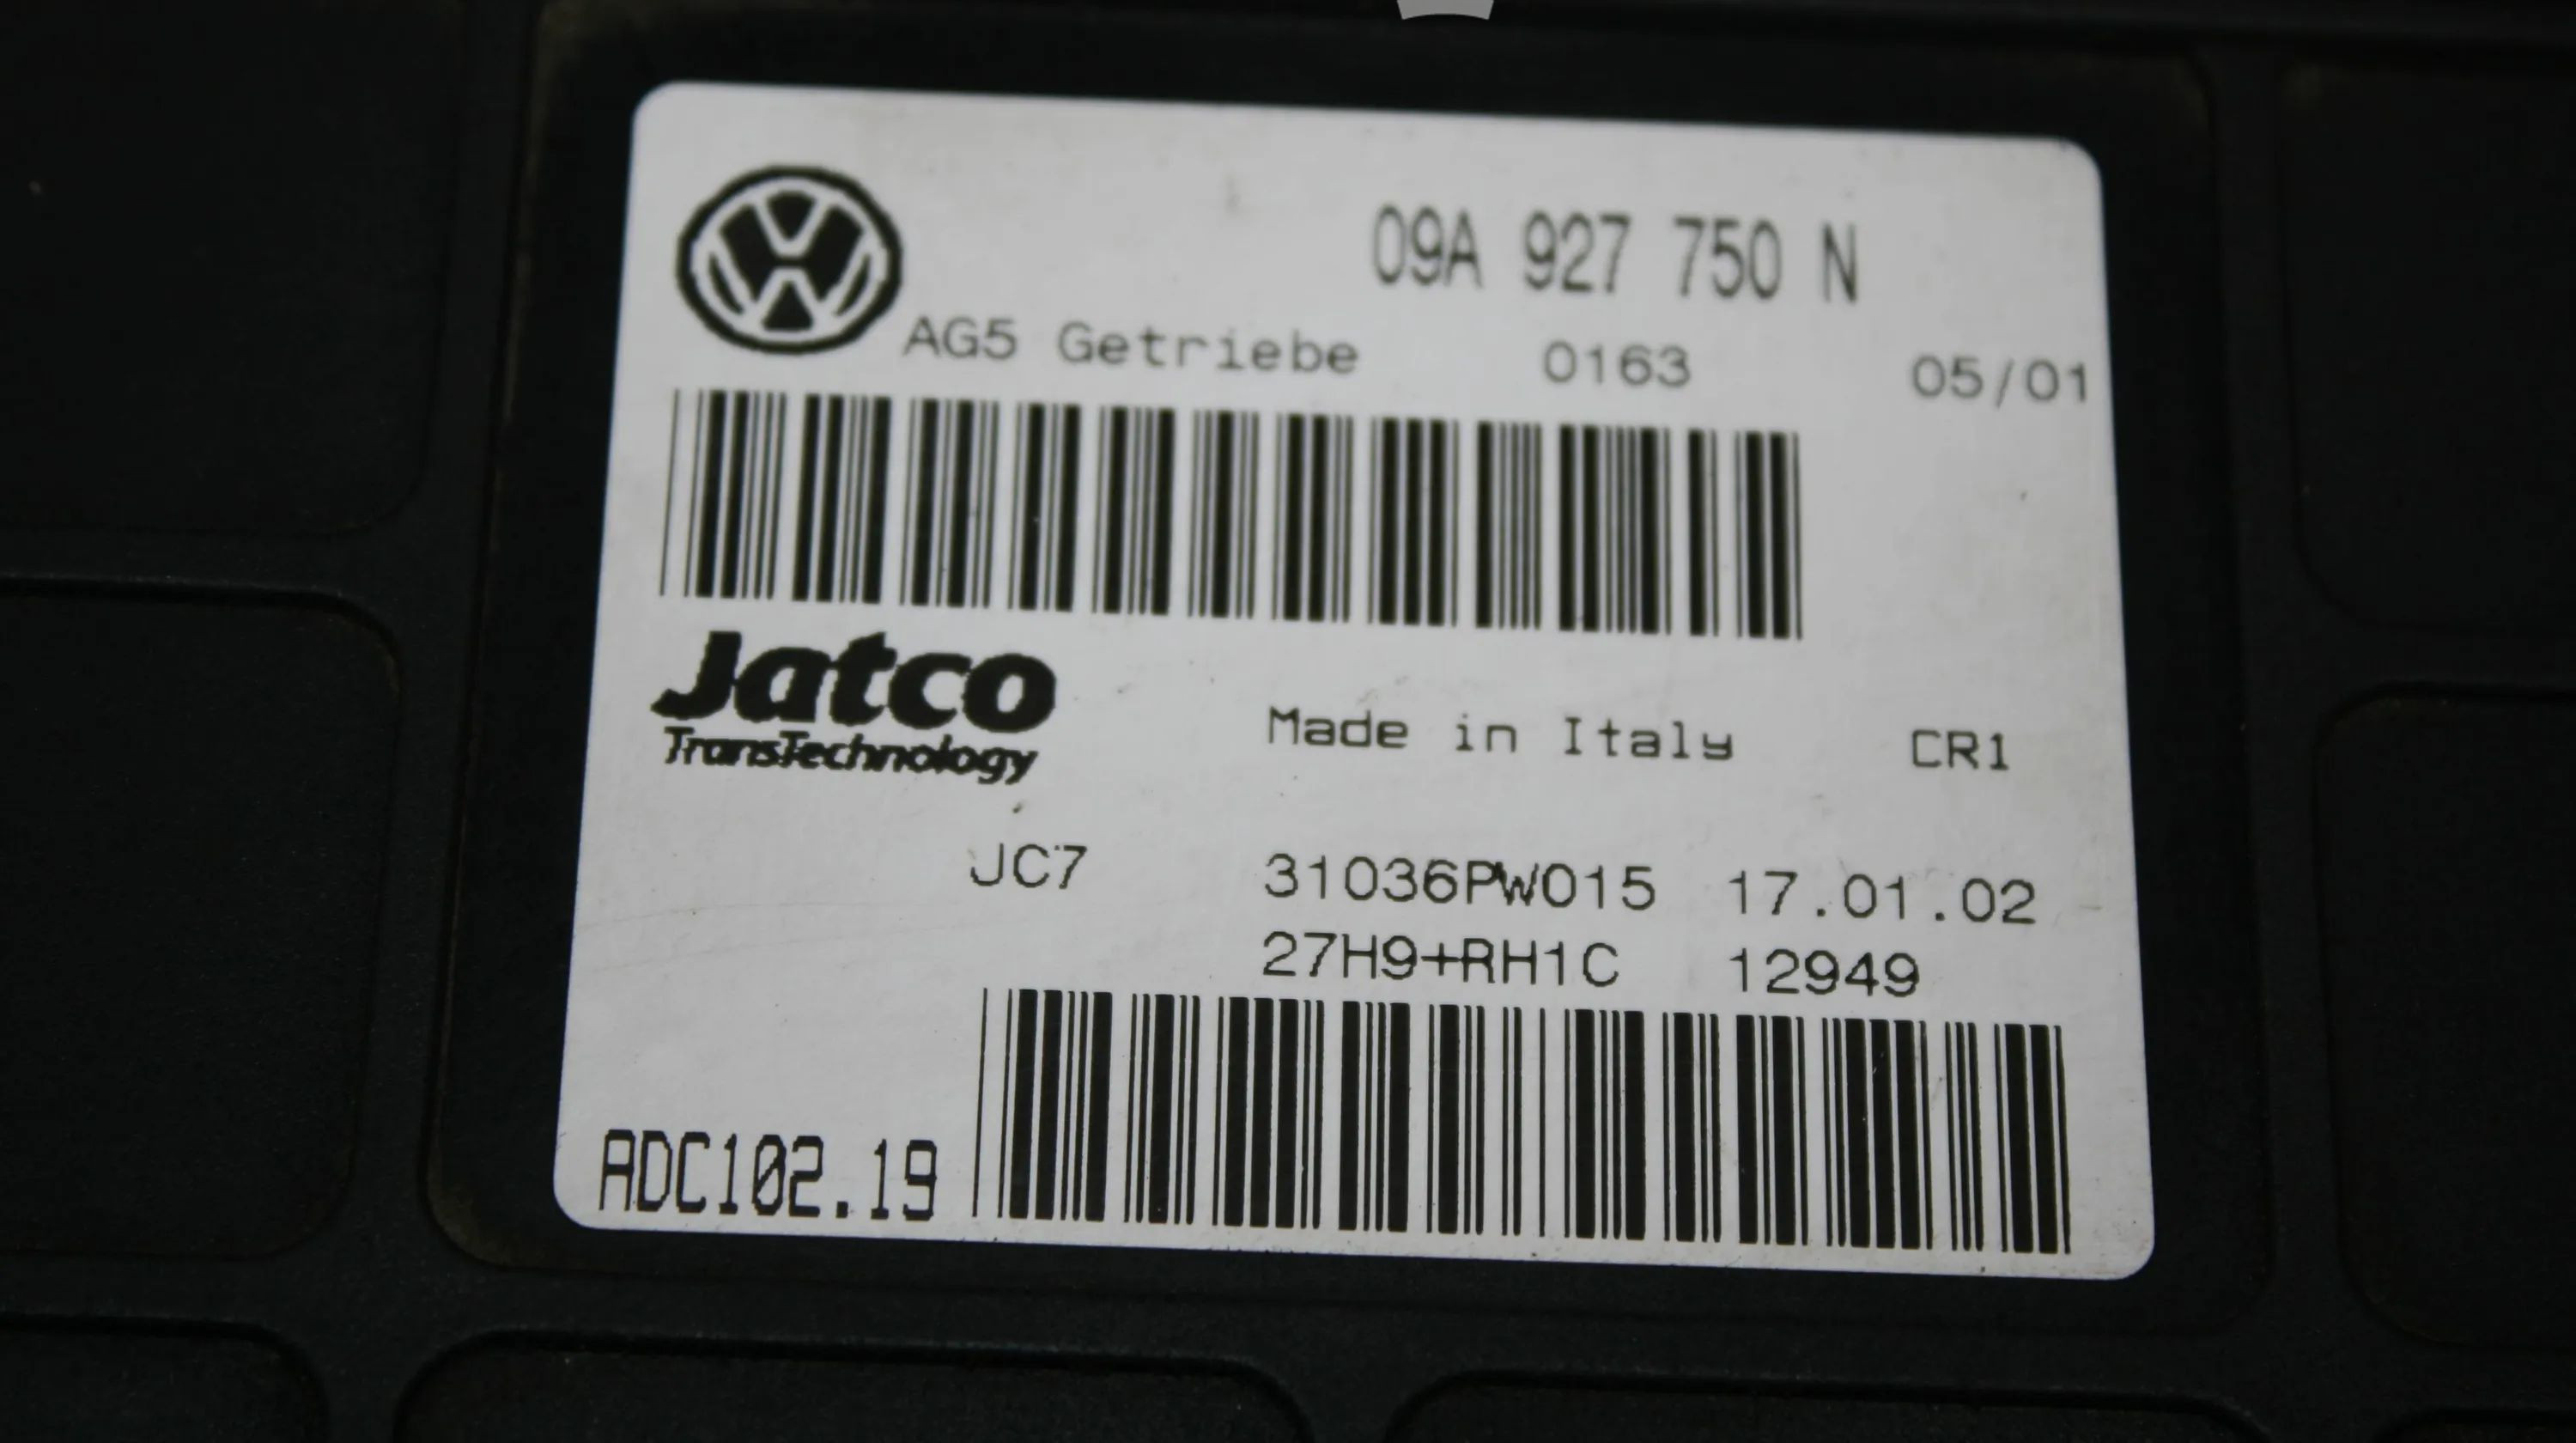 09A 927 750 N
AG5 Getriebe 0163 05/01
Jatco
TransTechnology
Made in Italy CR1
JC7 31036PW015 17.01.02
27H9+RH1C 12949
ADC102.19